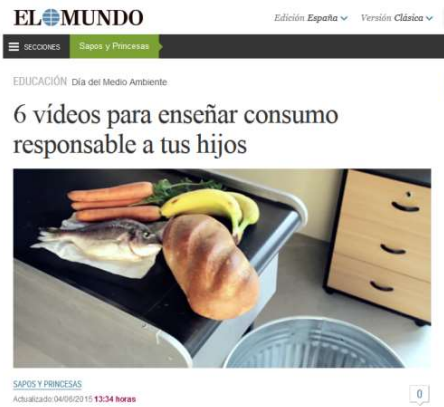 EL MUNDO
Edición España
Versión Clásica
SECCIONES
Sapos y Princesas
EDUCACIÓN Día del Medio Ambiente
6 vídeos para enseñar consumo
responsable a tus hijos
SAPOS Y PRINCESAS
Actualizado 04/06/2015 13:34 horas
0